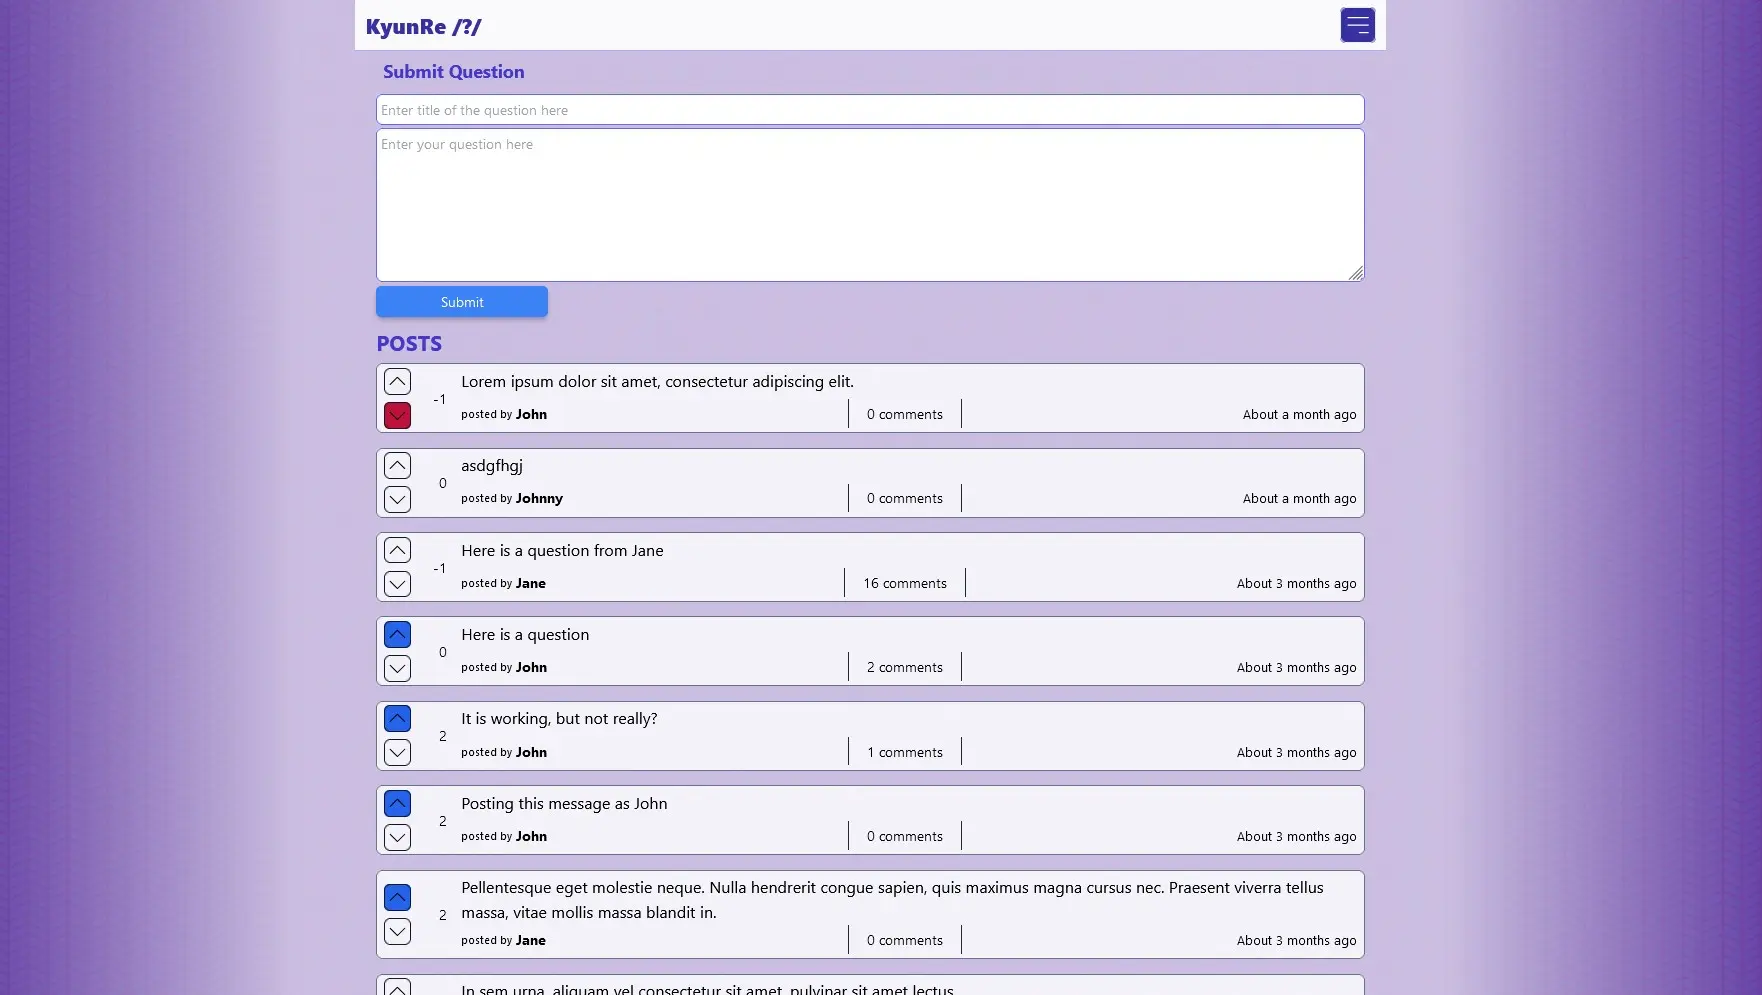 KyunRe /?/
Submit Question
Enter title of the question here
Enter your question here
Submit
POSTS
Lorem ipsum dolor sit amet, consectetur adipiscing elit.
-1
posted by John
0 comments
About a month ago
asdgfhgj
0
posted by Johnny
0 comments
About a month ago
Here is a question from Jane
-1
posted by Jane
16 comments
About 3 months ago
Here is a question
0
posted by John
2 comments
About 3 months ago
It is working, but not really?
2
posted by John
1 comments
About 3 months ago
Posting this message as John
2
posted by John
0 comments
About 3 months ago
Pellentesque eget molestie neque. Nulla hendrerit congue sapien, quis maximus magna cursus nec. Praesent viverra tellus
massa, vitae mollis massa blandit in.
2
posted by Jane
0 comments
About 3 months ago
In sem urna, aliquam vel consectetur sit amet, pulvinar sit amet lectus.